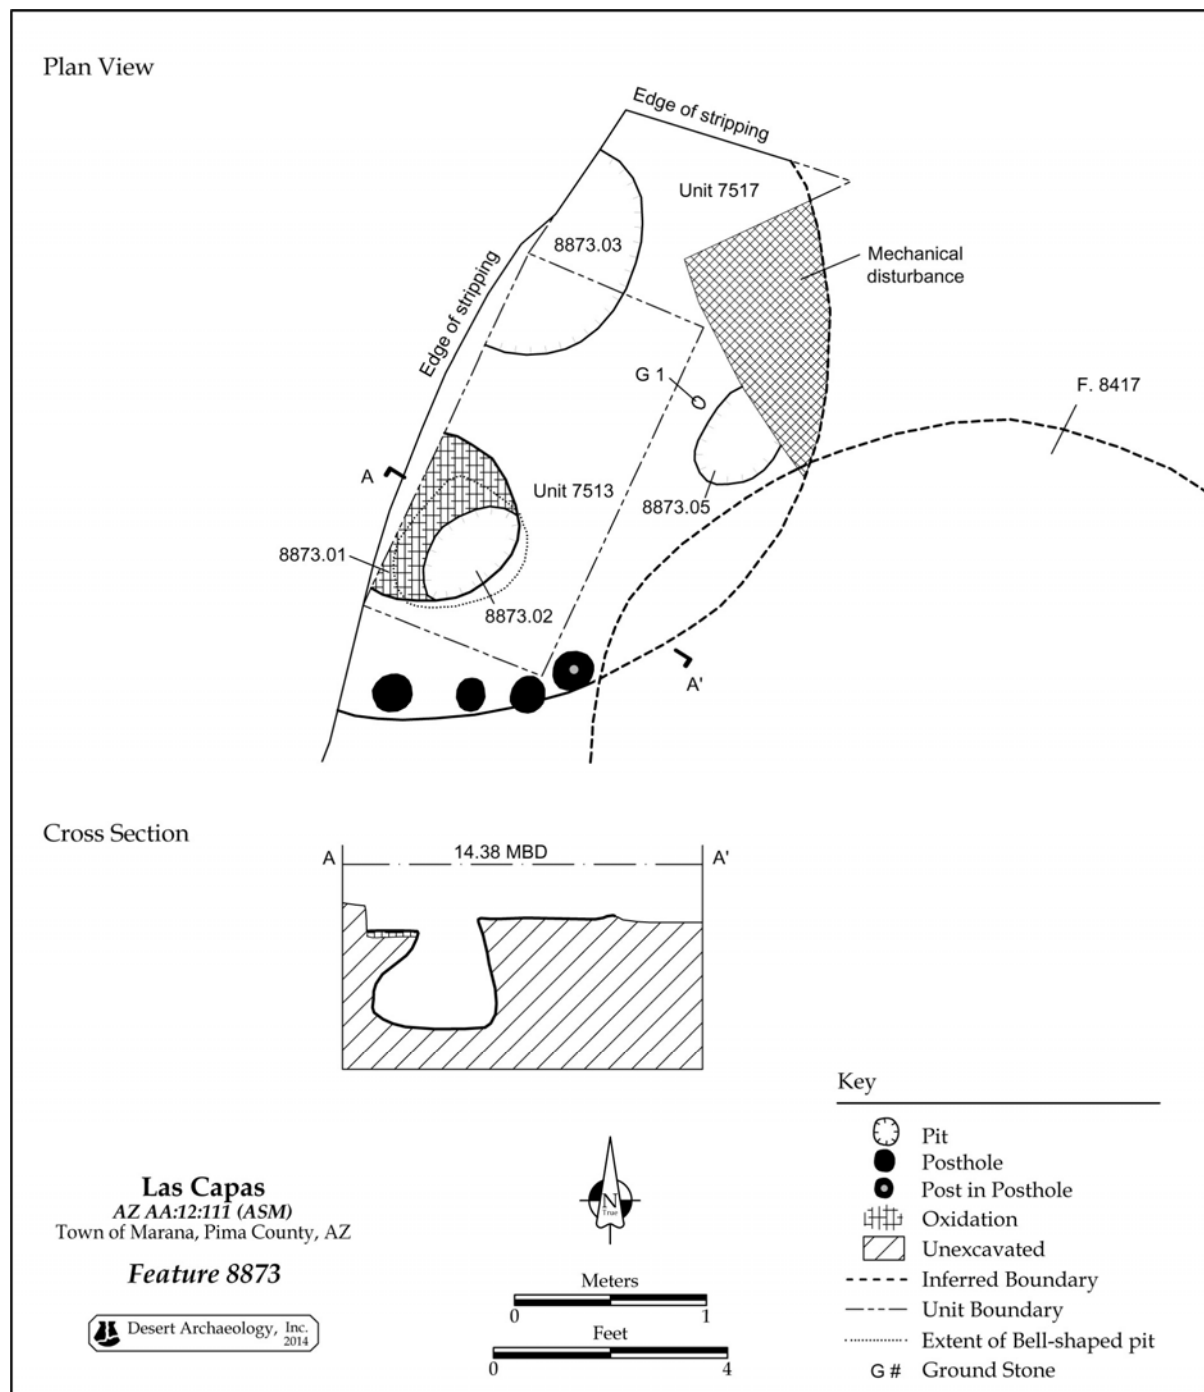 Plan View
Edge of stripping
Unit 7517
8873.03
Mechanical
disturbance
Edge of stripping
G 1
F. 8417
A
Unit 7513
8873.05
8873.01
8873.02
A'
Cross Section
A
14.38 MBD
A'
Key
Pit
Posthole
Post in Posthole
Oxidation
Unexcavated
Inferred Boundary
Unit Boundary
Extent of Bell-shaped pit
G # Ground Stone
Las Capas
AZ AA:12:111 (ASM)
Town of Marana, Pima County, AZ
Feature 8873
Desert Archaeology, Inc.
2014
N
True
Meters
0 1
Feet
0 4